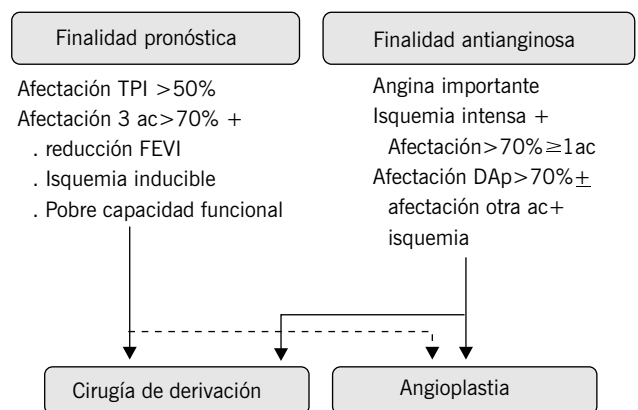 Finalidad pronóstica
Afectación TPI >50%
Afectación 3 ac>70% +
. reducción FEVI
. Isquemia inducible
. Pobre capacidad funcional
Finalidad antianginosa
Angina importante
Isquemia intensa +
Afectación>70%≥1ac
Afectación DAp>70%±
afectación otra ac+
isquemia
Cirugía de derivación
Angioplastia